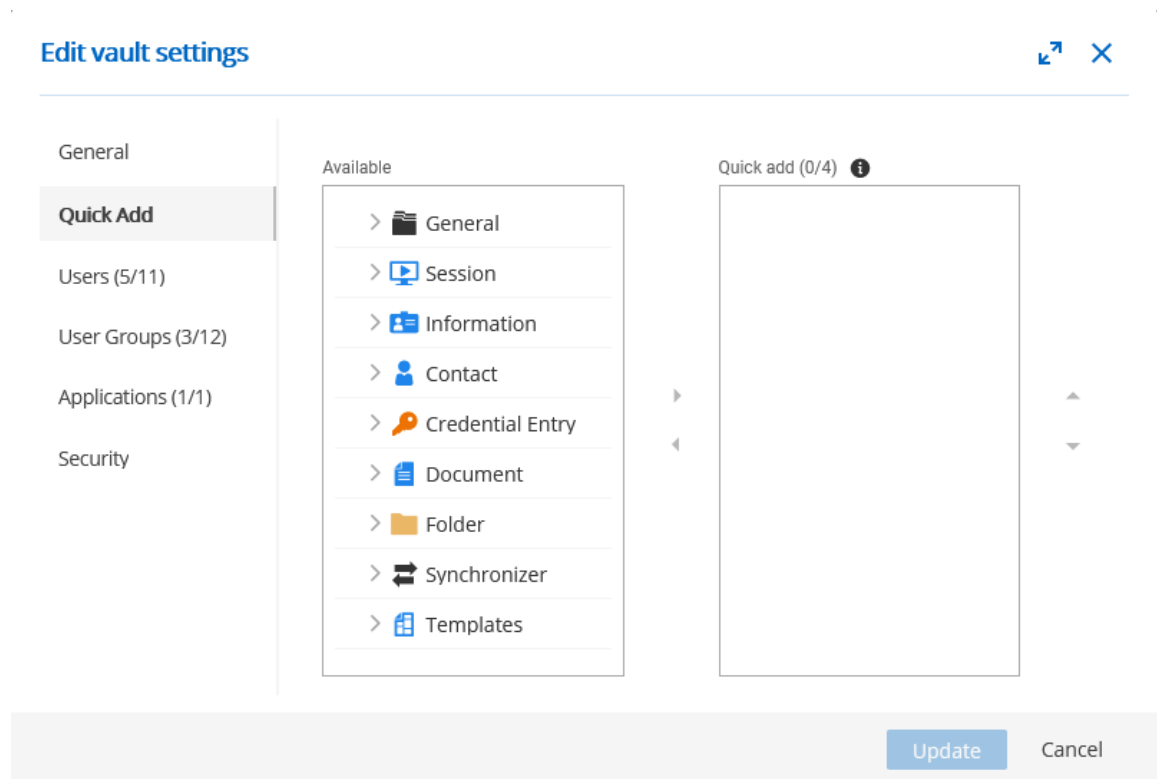 Edit vault settings
General
Quick Add
Users (5/11)
User Groups (3/12)
Applications (1/1)
Security
Available
General
Session
Information
Contact
Credential Entry
Document
Folder
Synchronizer
Templates
Quick add (0/4)
Update
Cancel